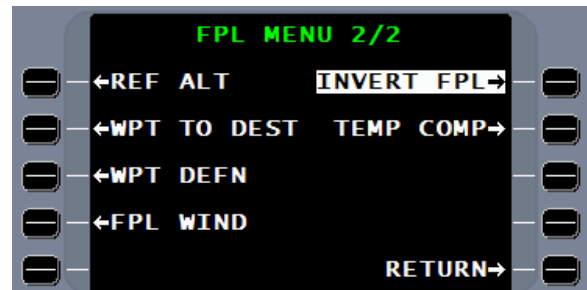 FPL MENU 2/2
←REF ALT INVERT FPL→
←WPT TO DEST TEMP COMP→
←WPT DEFN
←FPL WIND
RETURN→